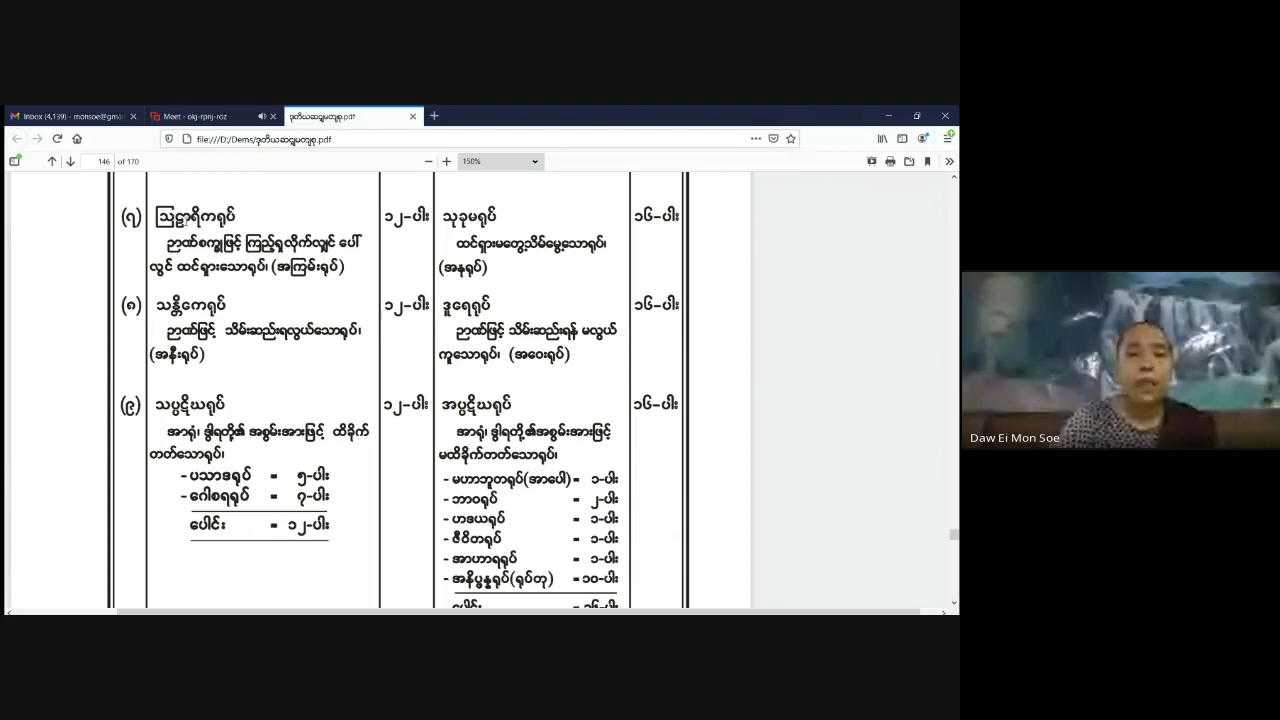 Inbox (4,139) - monsoe@gma
Meet - okj-rpnj-roz
ဒုတိယဆင့်မတျစု.pdf
file:///D:/Dems/ဒုတိယဆင့်မတျစု.pdf
146 of 170
150%
(၇) ဩဠာရိကရုပ် ၁၂–ပါး သုခုမရုပ် ၁၆–ပါး
ဉာဏ်စက္ခုဖြင့် ကြည့်ရှုလိုက်လျှင် ပေါ် ထင်ရှားမတွေ့သိမ်မွေ့သောရုပ်၊
လွင် ထင်ရှားသောရုပ်၊ (အကြမ်းရုပ်) (အနုရုပ်)
(၈) သန္တိကေရုပ် ၁၂–ပါး ဒူရေရုပ် ၁၆–ပါး
ဉာဏ်ဖြင့် သိမ်းဆည်းရလွယ်သောရုပ်၊ ဉာဏ်ဖြင့် သိမ်းဆည်းရန် မလွယ်
(အနီးရုပ်) ကူသောရုပ်၊ (အဝေးရုပ်)
(၉) သပ္ပဋိဃရုပ် ၁၂–ပါး အပ္ပဋိဃရုပ် ၁၆–ပါး
အာရုံ၊ ဒွါရတို့၏ အစွမ်းအားဖြင့် ထိခိုက် အာရုံ၊ ဒွါရတို့၏အစွမ်းအားဖြင့်
တတ်သောရုပ်၊ မထိခိုက်တတ်သောရုပ်၊
- ပသာဒရုပ် = ၅–ပါး - မဟာဘူတရုပ်(အာပေါ) = ၁–ပါး
- ဂေါစရရုပ် = ၇–ပါး - ဘာဝရုပ် = ၂–ပါး
ပေါင်း = ၁၂–ပါး - ဟဒယရုပ် = ၁–ပါး
- ဇီဝိတရုပ် = ၁–ပါး
- အာဟာရရုပ် = ၁–ပါး
- အနိပ္ဖန္နရုပ်(ရုပ်တု) = ၁၀–ပါး
ပေါင်း = ၁၆–ပါး
Daw Ei Mon Soe